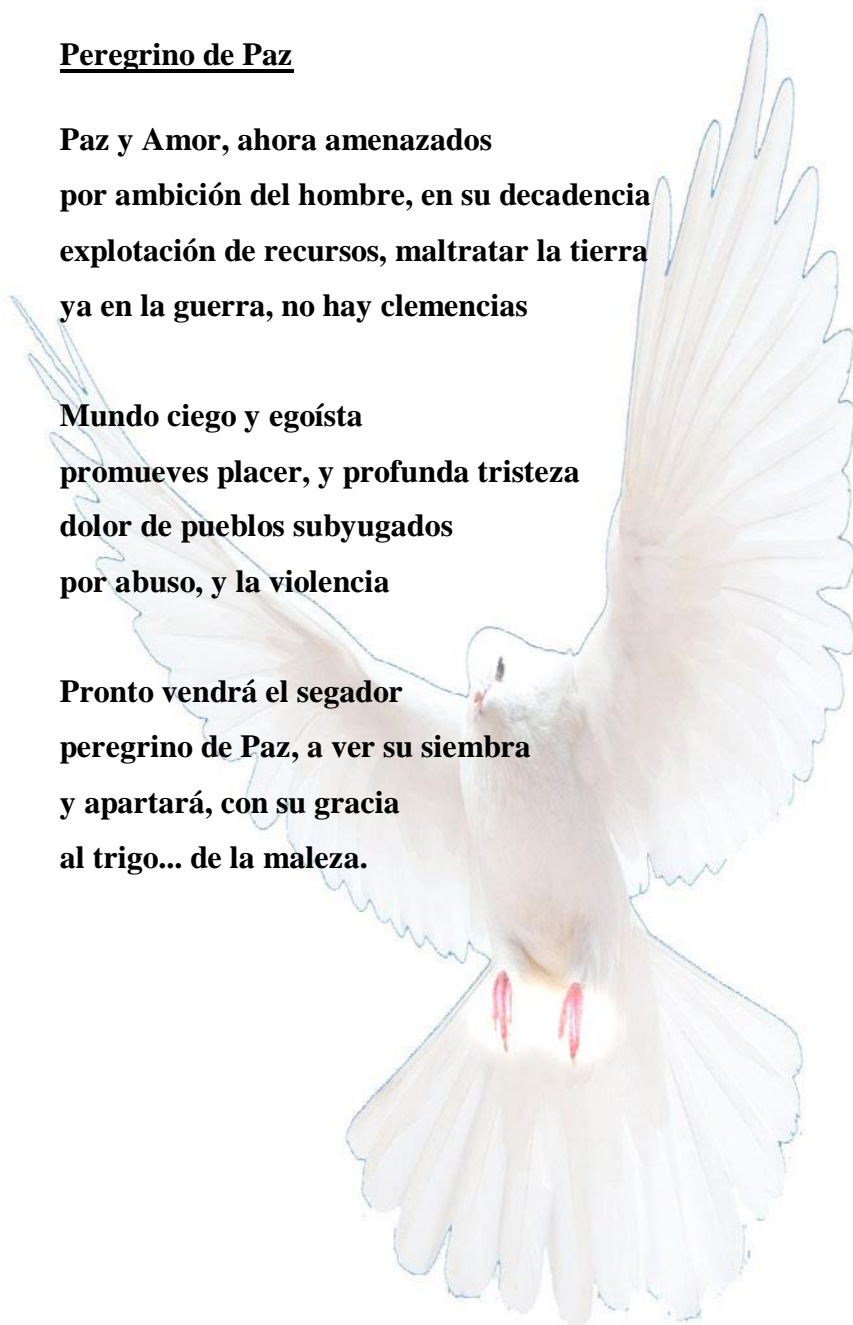 Peregrino de Paz
Paz y Amor, ahora amenazados
por ambición del hombre, en su decadencia
explotación de recursos, maltratar la tierra
ya en la guerra, no hay clemencias
Mundo ciego y egoísta
promueves placer, y profunda tristeza
dolor de pueblos subyugados
por abuso, y la violencia
Pronto vendrá el segador
peregrino de Paz, a ver su siembra
y apartará, con su gracia
al trigo... de la maleza.